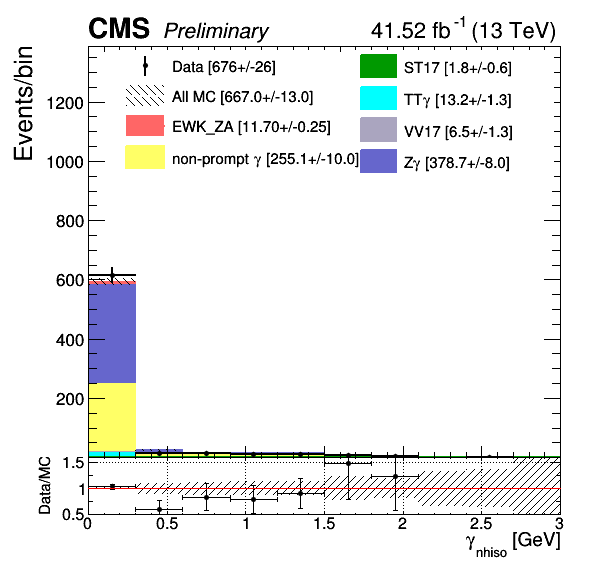 CMS Preliminary 41.52 fb⁻¹ (13 TeV)
Events/bin
Data [676+/-26]
All MC [667.0+/-13.0]
EWK_ZA [11.70+/-0.25]
non-prompt γ [255.1+/-10.0]
ST17 [1.8+/-0.6]
TTγ [13.2+/-1.3]
VV17 [6.5+/-1.3]
Zγ [378.7+/-8.0]
1200
1000
800
600
400
200
Data/MC
1.5
1
0.5
0 0.5 1 1.5 2 2.5 3
γnhiso [GeV]